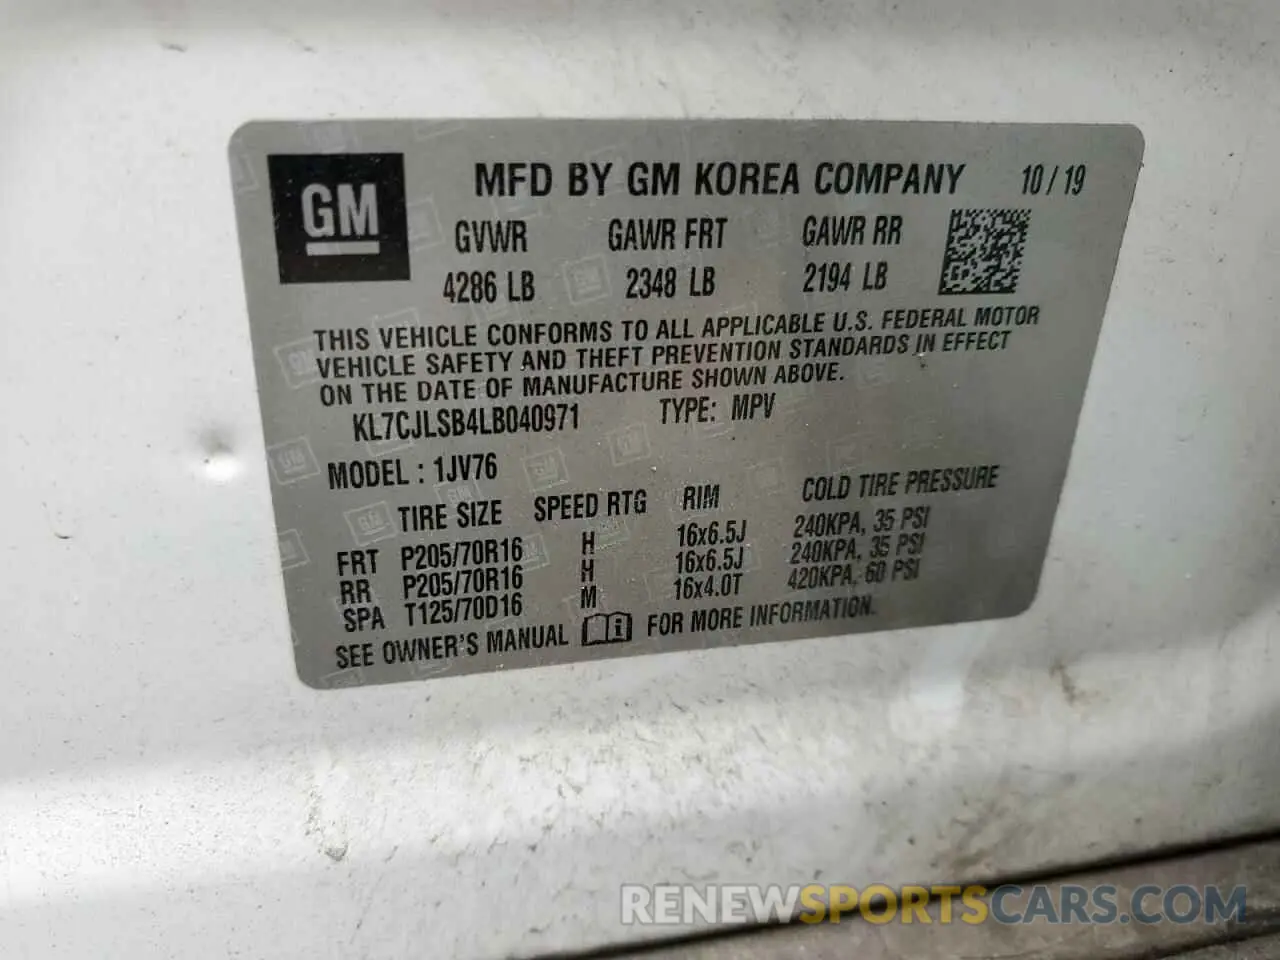 GM
MFD BY GM KOREA COMPANY 10/19
GVWR GAWR FRT GAWR RR
4286 LB 2348 LB 2194 LB
THIS VEHICLE CONFORMS TO ALL APPLICABLE U.S. FEDERAL MOTOR
VEHICLE SAFETY AND THEFT PREVENTION STANDARDS IN EFFECT
ON THE DATE OF MANUFACTURE SHOWN ABOVE.
KL7CJLSB4LB040971 TYPE: MPV
MODEL : 1JV76
TIRE SIZE SPEED RTG RIM COLD TIRE PRESSURE
FRT P205/70R16 H 16x6.5J 240KPA, 35 PSI
RR P205/70R16 H 16x6.5J 240KPA, 35 PSI
SPA T125/70D16 M 16x4.0T 420KPA, 60 PSI
SEE OWNER'S MANUAL FOR MORE INFORMATION.
RENEWSPORTSCARS.COM